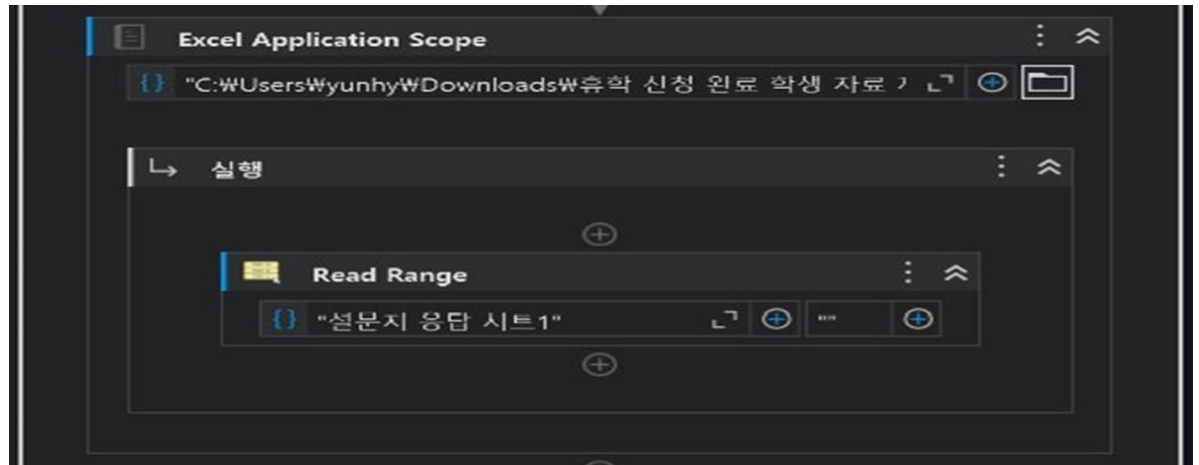 Excel Application Scope
"C:₩Users₩yunhy₩Downloads₩휴학 신청 완료 학생 자료
실행
Read Range
"설문지 응답 시트1" ""